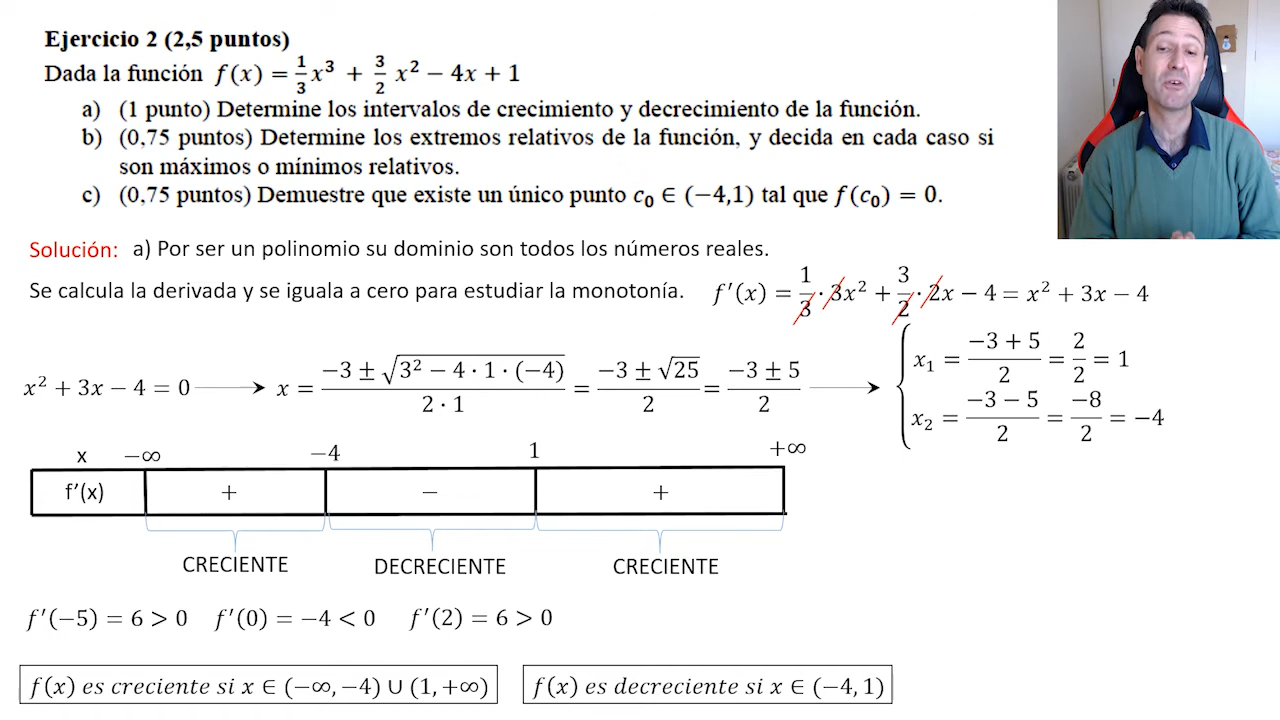 Ejercicio 2 (2,5 puntos)
Dada la función f(x) = 1/3 x³ + 3/2 x² − 4x + 1
a) (1 punto) Determine los intervalos de crecimiento y decrecimiento de la función.
b) (0,75 puntos) Determine los extremos relativos de la función, y decida en cada caso si
son máximos o mínimos relativos.
c) (0,75 puntos) Demuestre que existe un único punto c₀ ∈ (−4,1) tal que f(c₀) = 0.
Solución: a) Por ser un polinomio su dominio son todos los números reales.
Se calcula la derivada y se iguala a cero para estudiar la monotonía. f′(x) = 1/3 · 3x² + 3/2 · 2x − 4 = x² + 3x − 4
x² + 3x − 4 = 0 → x = (−3 ± √(3² − 4 · 1 · (−4)))/(2 · 1) = (−3 ± √25)/2 = (−3 ± 5)/2 →
x₁ = (−3 + 5)/2 = 2/2 = 1
x₂ = (−3 − 5)/2 = −8/2 = −4
x −∞ −4 1 +∞
f′(x) + − +
CRECIENTE DECRECIENTE CRECIENTE
f′(−5) = 6 > 0 f′(0) = −4 < 0 f′(2) = 6 > 0
f(x) es creciente si x ∈ (−∞, −4) ∪ (1, +∞) f(x) es decreciente si x ∈ (−4, 1)